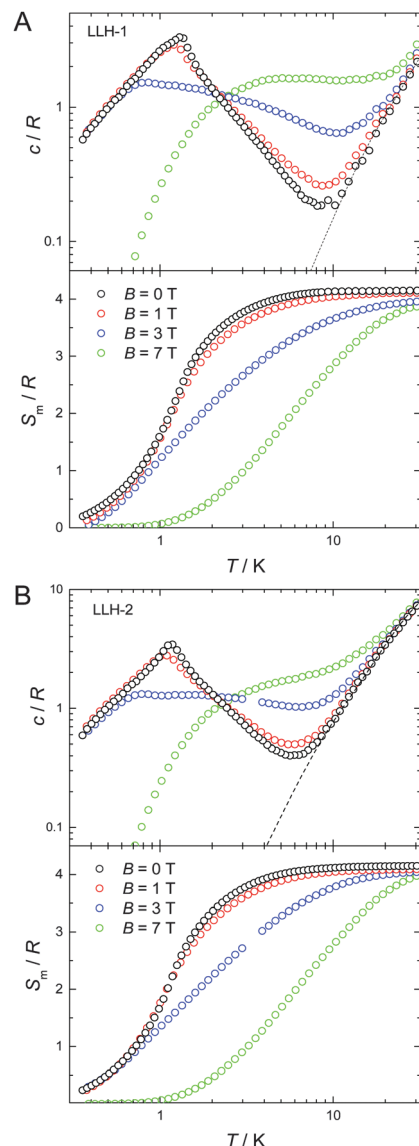 A
LLH-1
c / R
1
0.1
B = 0 T
B = 1 T
B = 3 T
B = 7 T
S_m / R
4
3
2
1
0
1
10
T / K
B
LLH-2
c / R
10
1
0.1
B = 0 T
B = 1 T
B = 3 T
B = 7 T
S_m / R
4
3
2
1
1
10
T / K